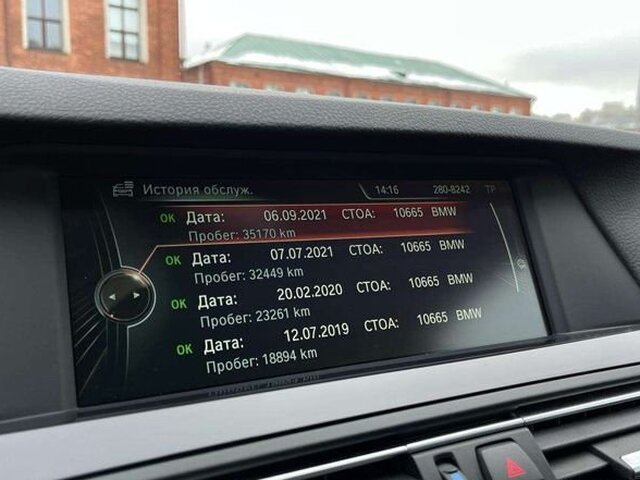 История обслуж. 14:16 280-8242 TP
OK Дата: 06.09.2021 СТОА: 10665 BMW
Пробег: 35170 km
OK Дата: 07.07.2021 СТОА: 10665 BMW
Пробег: 32449 km
OK Дата: 20.02.2020 СТОА: 10665 BMW
Пробег: 23261 km
OK Дата: 12.07.2019 СТОА: 10665 BMW
Пробег: 18894 km